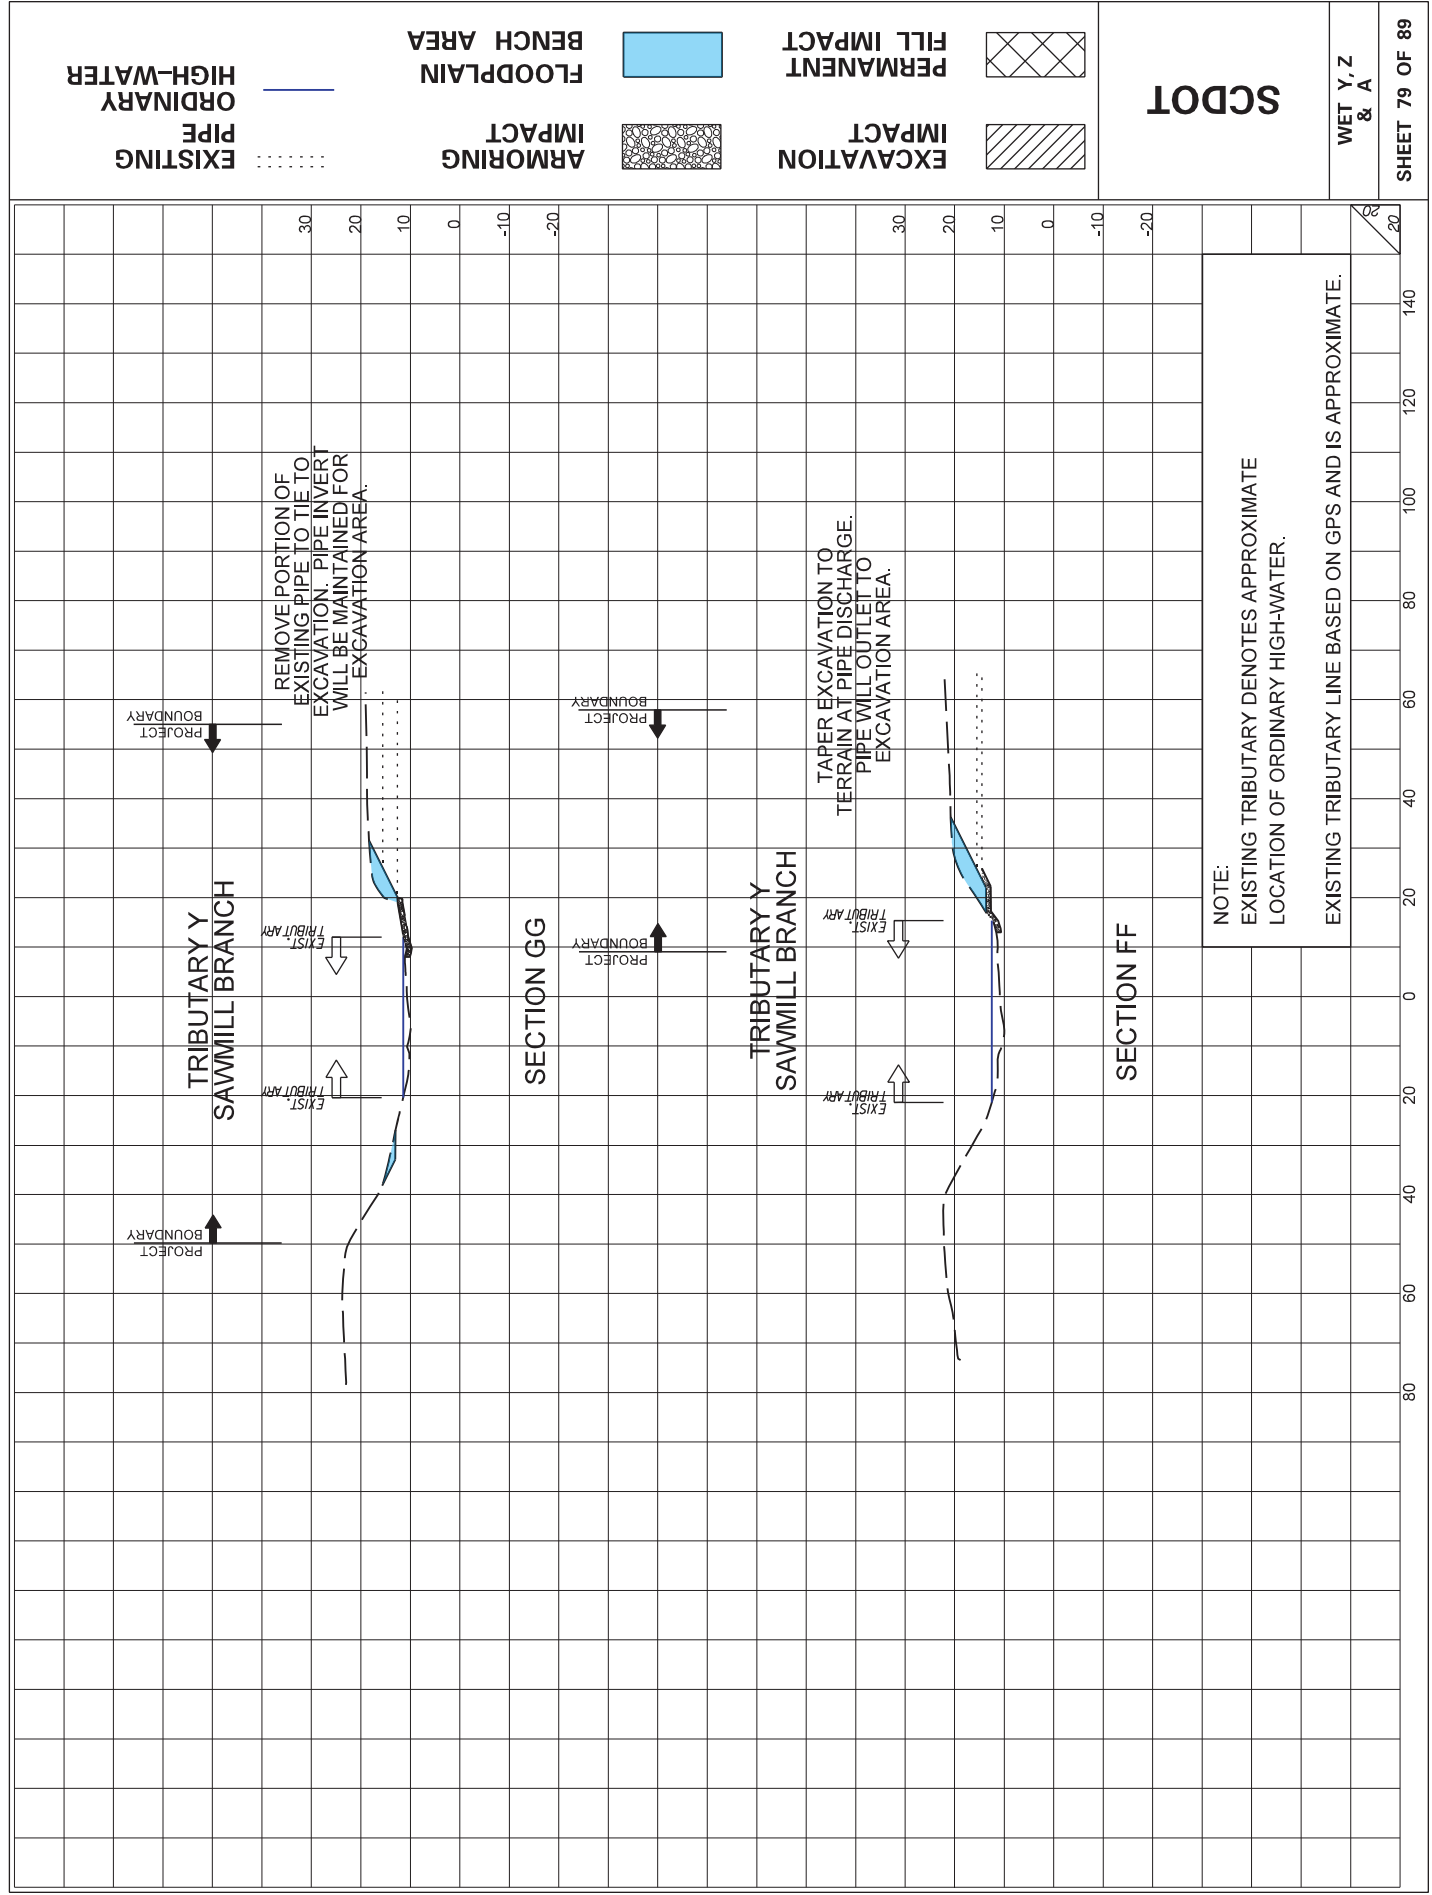 EXISTING
PIPE
ORDINARY
HIGH-WATER
ARMORING
IMPACT
FLOODPLAIN
BENCH AREA
EXCAVATION
IMPACT
PERMANENT
FILL IMPACT
SCDOT
WET Y, Z
& A
SHEET 79 OF 89
TRIBUTARY Y
SAWMILL BRANCH
PROJECT
BOUNDARY
PROJECT
BOUNDARY
EXIST.
TRIBUTARY
EXIST.
TRIBUTARY
REMOVE PORTION OF
EXISTING PIPE TO TIE TO
EXCAVATION. PIPE INVERT
WILL BE MAINTAINED FOR
EXCAVATION AREA.
30
20
10
0
-10
-20
SECTION GG
PROJECT
BOUNDARY
PROJECT
BOUNDARY
TRIBUTARY Y
SAWMILL BRANCH
EXIST.
TRIBUTARY
EXIST.
TRIBUTARY
TAPER EXCAVATION TO
TERRAIN AT PIPE DISCHARGE.
PIPE WILL OUTLET TO
EXCAVATION AREA.
30
20
10
0
-10
-20
SECTION FF
NOTE:
EXISTING TRIBUTARY DENOTES APPROXIMATE
LOCATION OF ORDINARY HIGH-WATER.
EXISTING TRIBUTARY LINE BASED ON GPS AND IS APPROXIMATE.
80
60
40
20
0
20
40
60
80
100
120
140
20
20